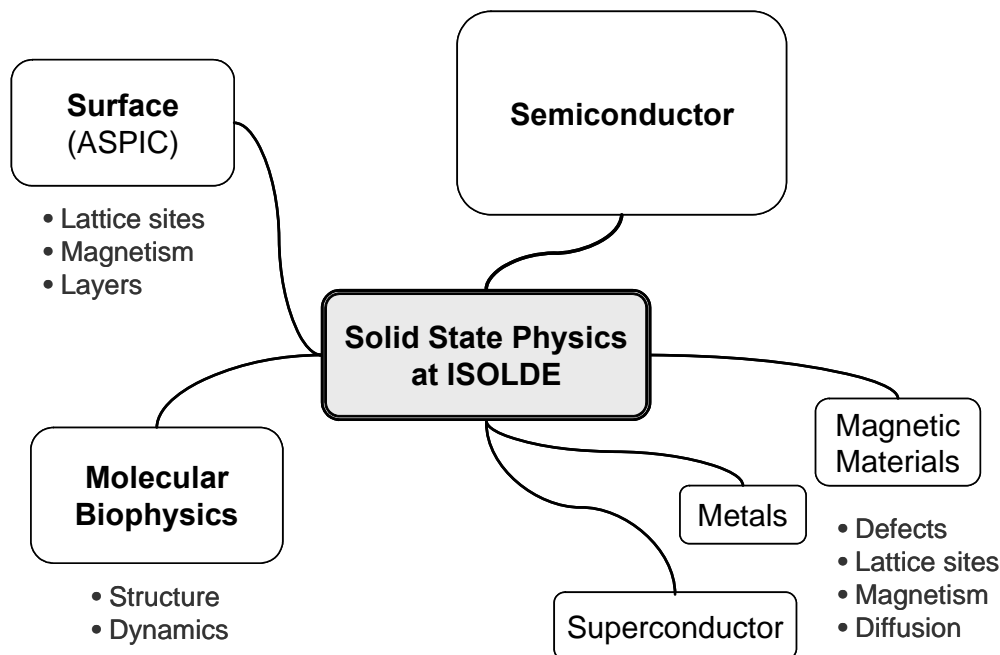 Surface
(ASPIC)
• Lattice sites
• Magnetism
• Layers
Semiconductor
Solid State Physics
at ISOLDE
Molecular
Biophysics
• Structure
• Dynamics
Magnetic
Materials
Metals
• Defects
• Lattice sites
• Magnetism
• Diffusion
Superconductor